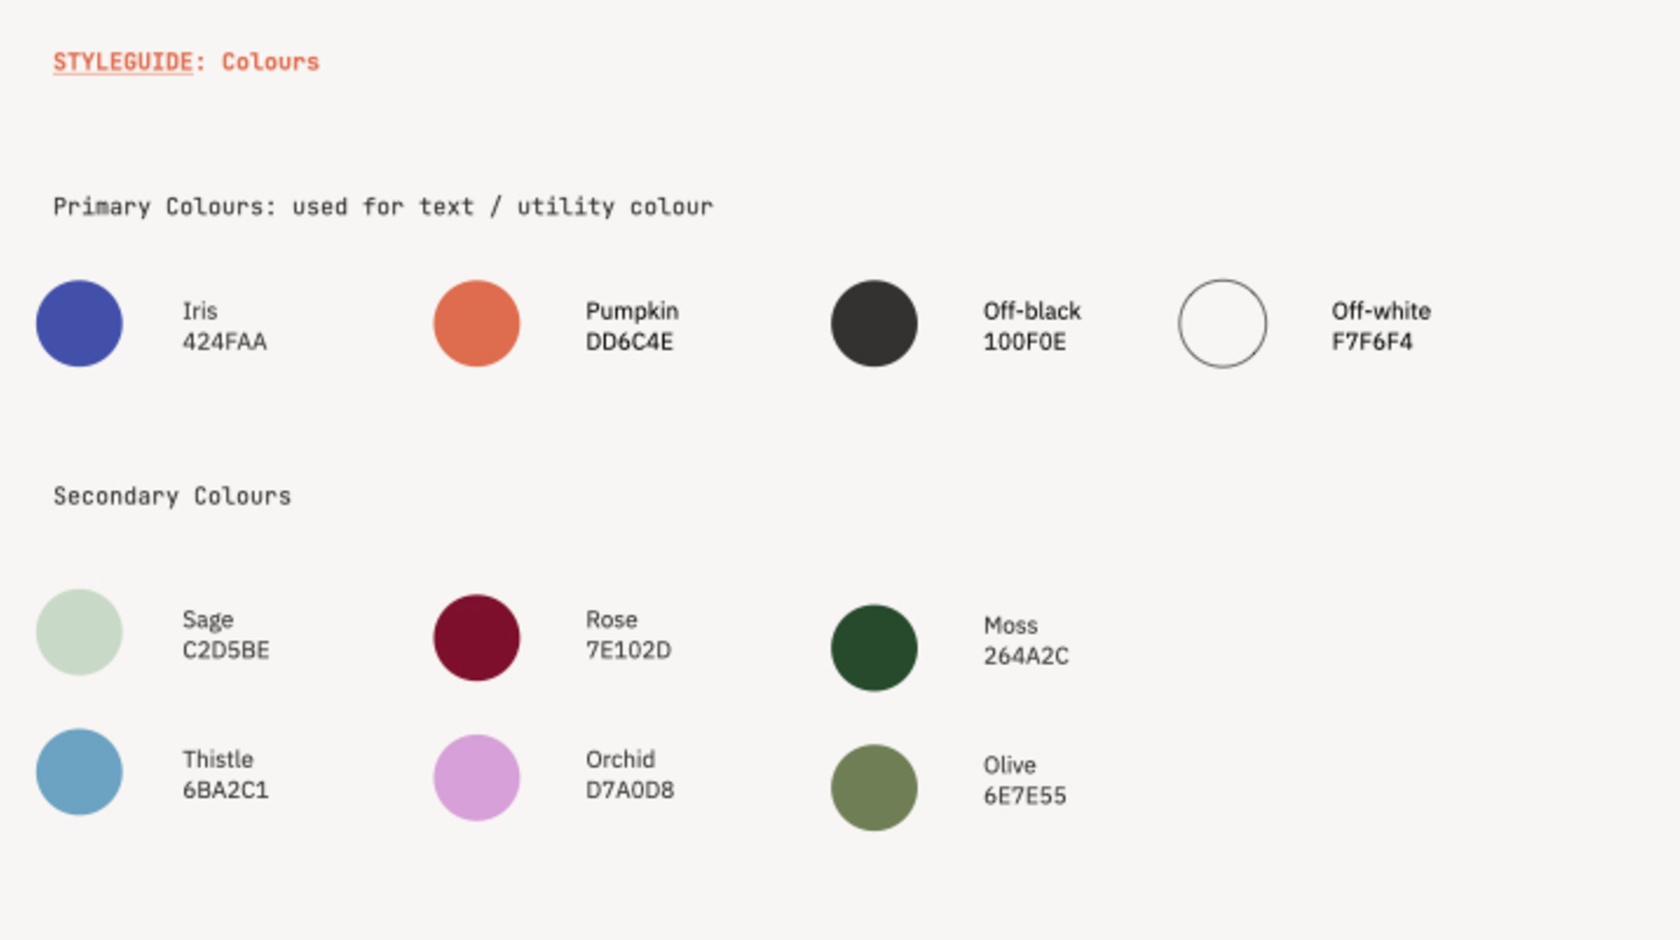 STYLEGUIDE: Colours
Primary Colours: used for text / utility colour
Iris
424FAA
Pumpkin
DD6C4E
Off-black
100F0E
Off-white
F7F6F4
Secondary Colours
Sage
C2D5BE
Rose
7E102D
Moss
264A2C
Thistle
6BA2C1
Orchid
D7A0D8
Olive
6E7E55